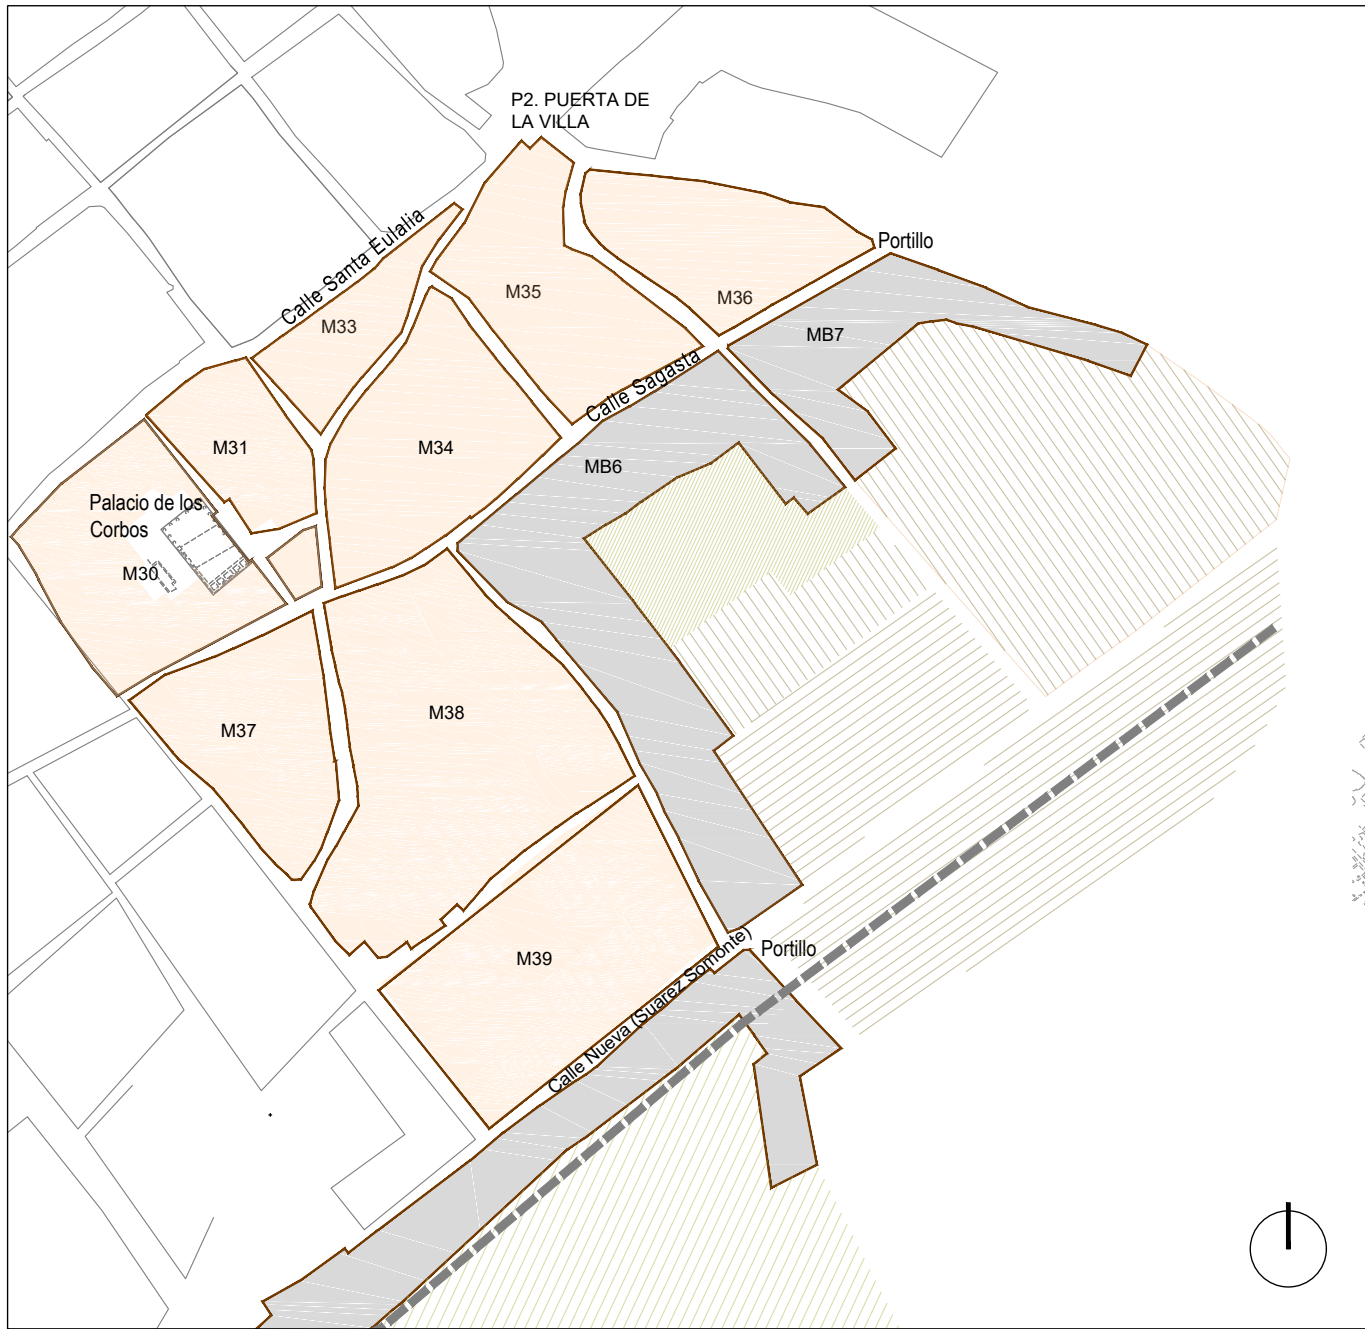 P2. PUERTA DE
LA VILLA
Calle Santa Eulalia
Portillo
M35
M36
M33
MB7
Calle Sagasta
M31
M34
MB6
Palacio de los
Corbos
M30
M38
M37
M39
Portillo
Calle Nueva (Suarez Somonte)